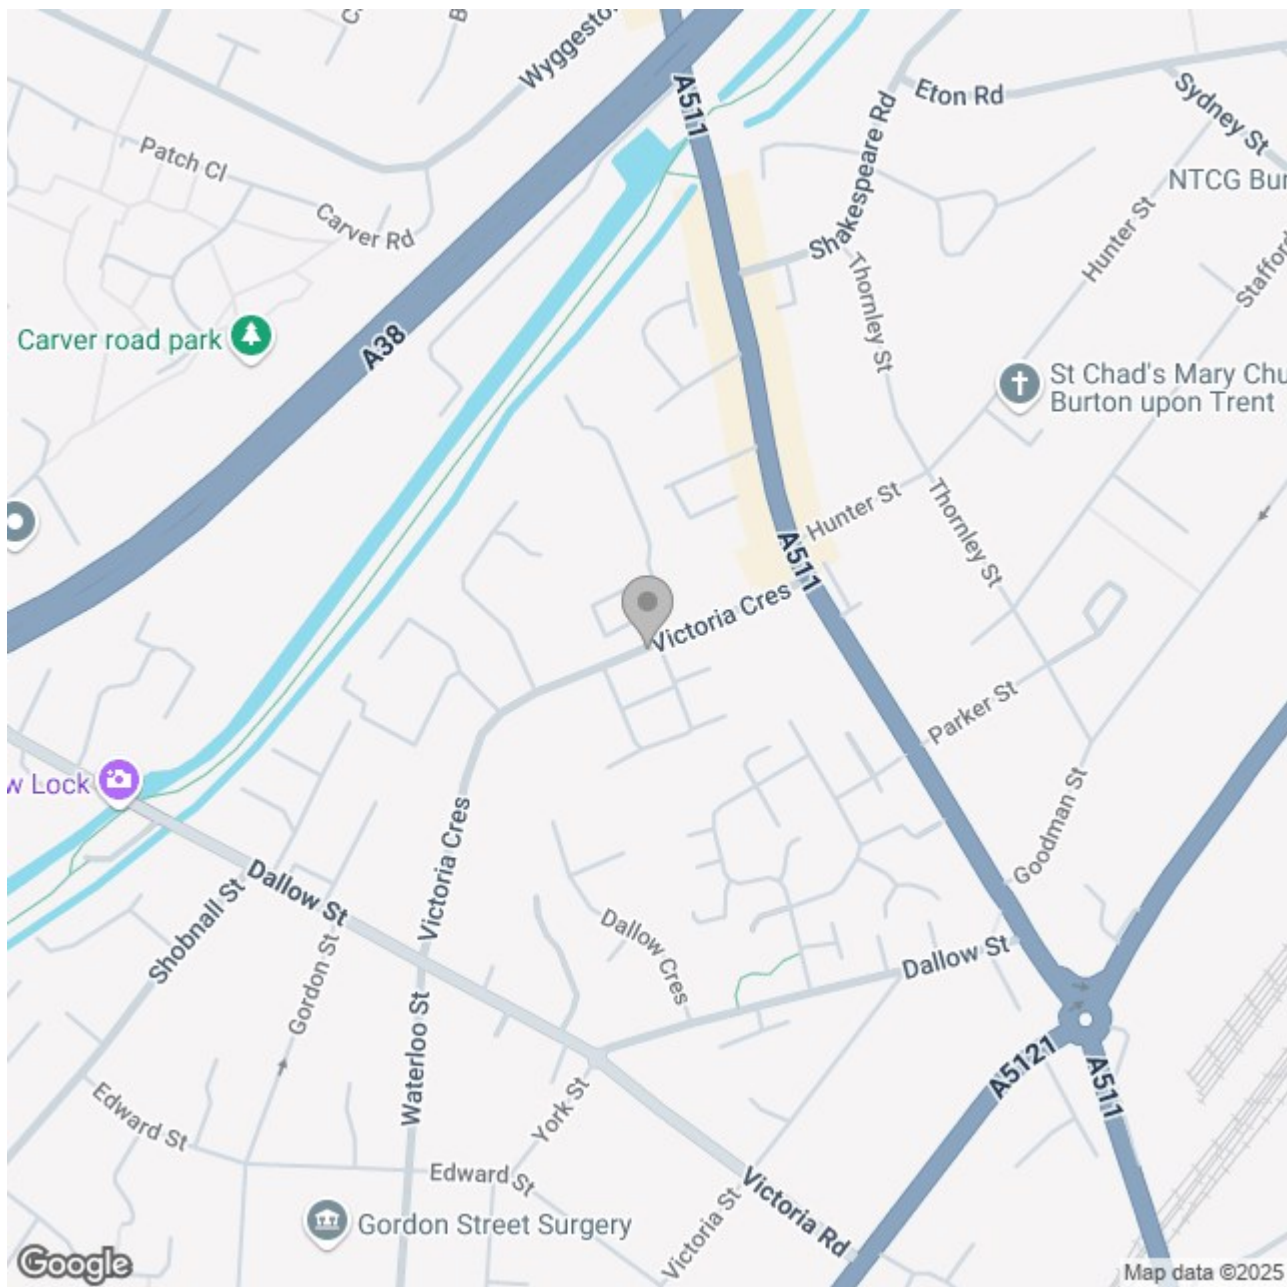 Wyggesto
A511
Eton Rd
Sydney St
Patch Cl
Shakespeare Rd
NTCG Bur
Carver Rd
Hunter St
Stafford
Thornley St
Carver road park
A38
St Chad's Mary Chu
Burton upon Trent
Hunter St
Thornley St
A511
Victoria Cres
Parker St
w Lock
Goodman St
Victoria Cres
Dallow St
Shobnall St
Gordon St
Dallow Cres
Dallow St
Waterloo St
A5121
A511
Edward St
York St
Edward St
Victoria St
Victoria Rd
Gordon Street Surgery
Google
Map data ©2025